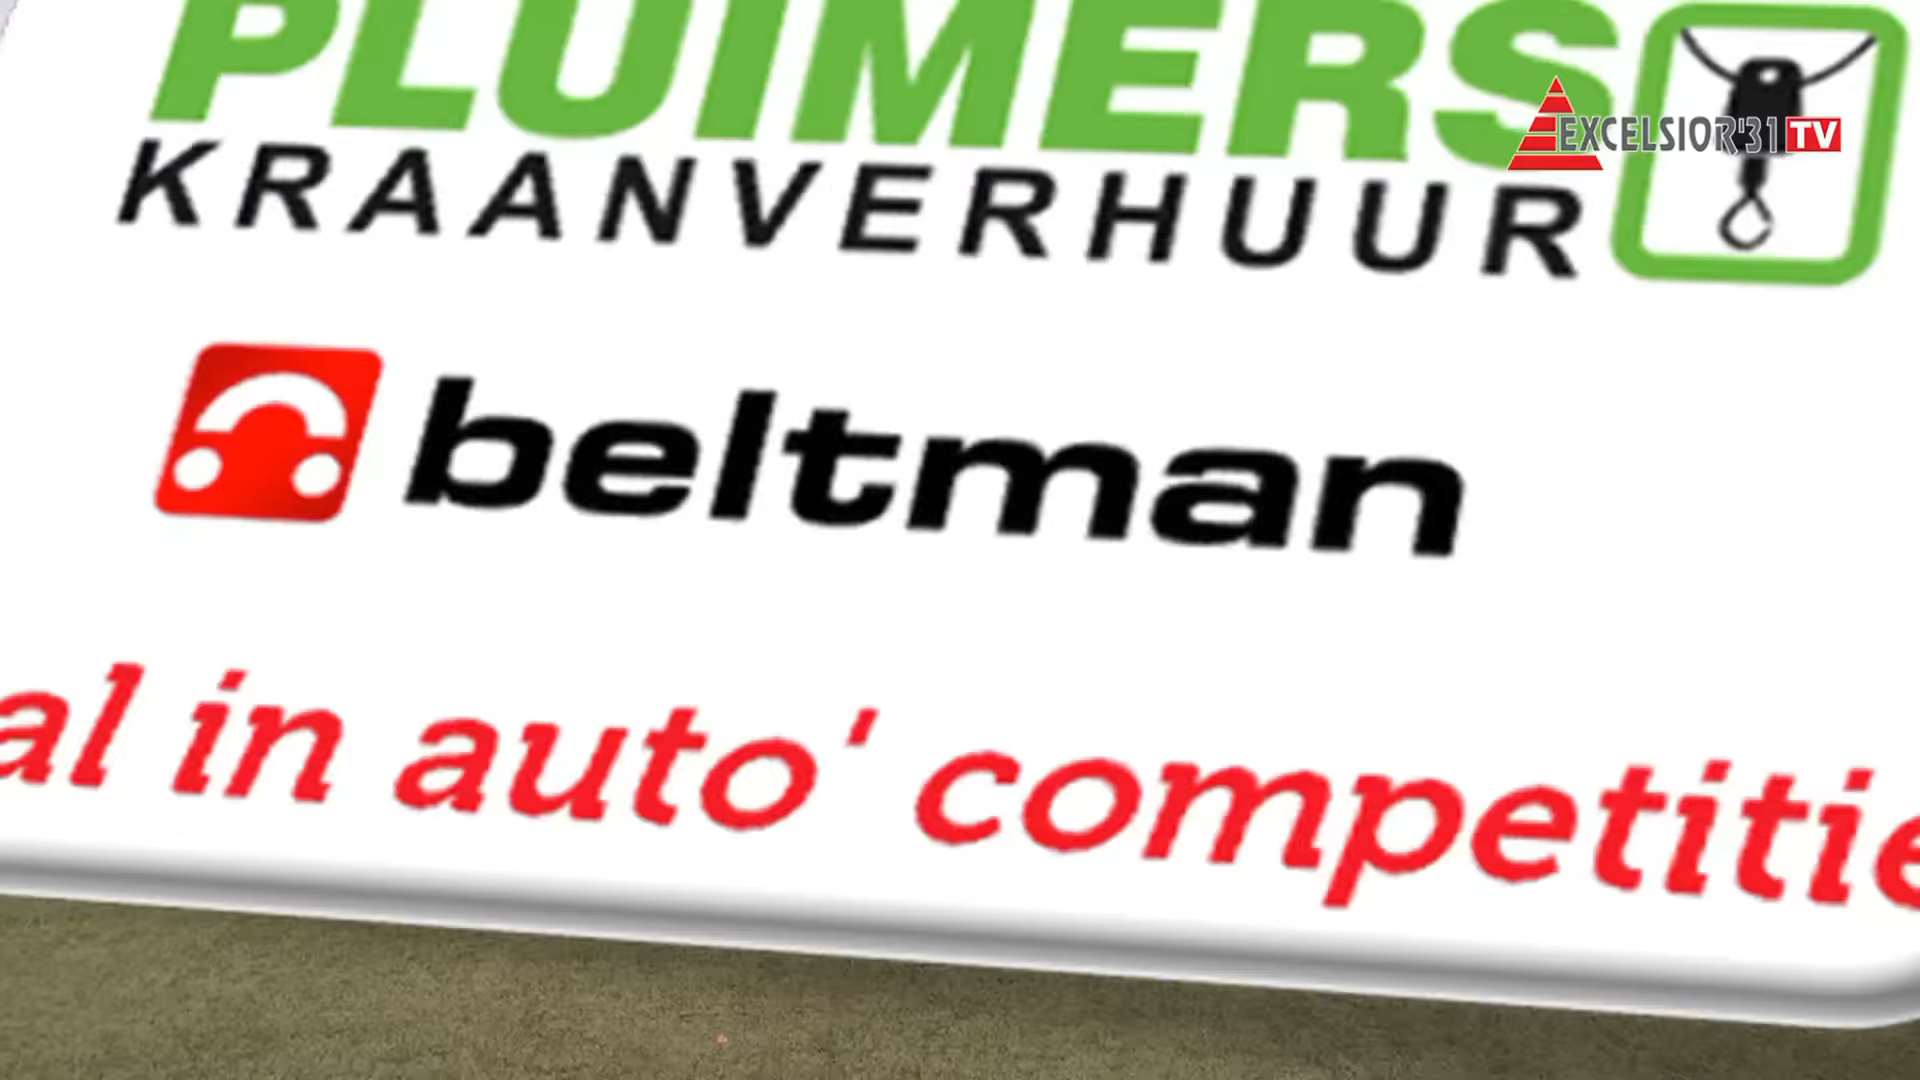 PLUIMERS
KRAANVERHUUR
EXCELSIOR'31 TV
beltman
al in auto' competitie